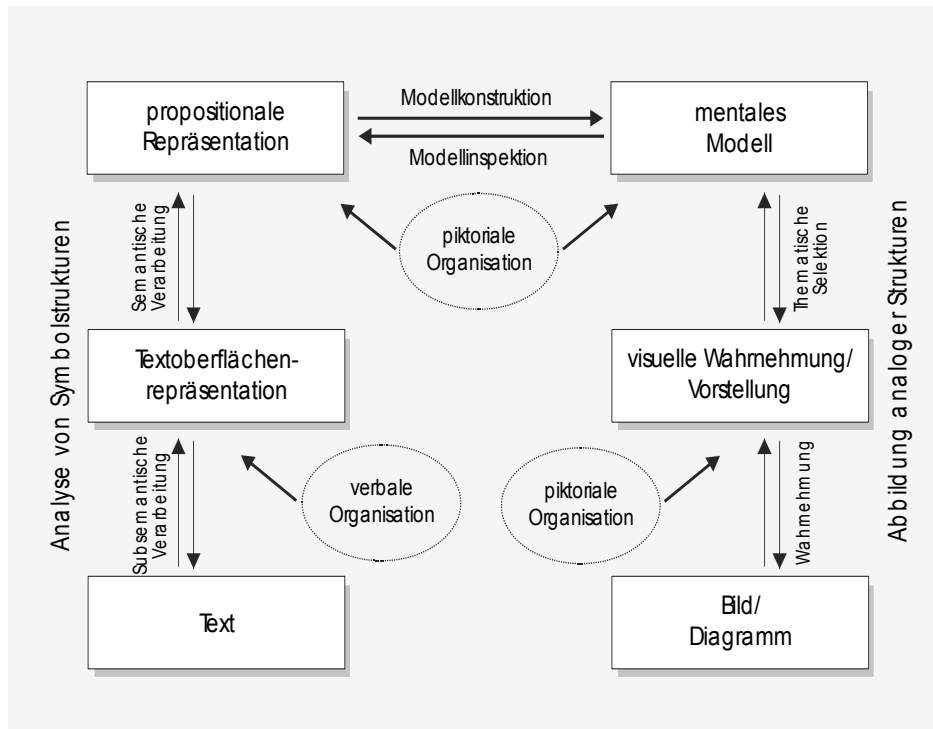 propositionale
Repräsentation
Modellkonstruktion
Modellinspektion
mentales
Modell
Semantische
Verarbeitung
piktoriale
Organisation
Thematische
Selektion
Analyse von Symbolstrukturen
Abbildung analoger Strukturen
Textoberflächen-
repräsentation
visuelle Wahrnehmung/
Vorstellung
Subsemantische
Verarbeitung
verbale
Organisation
piktoriale
Organisation
Wahrnehmung
Text
Bild/
Diagramm